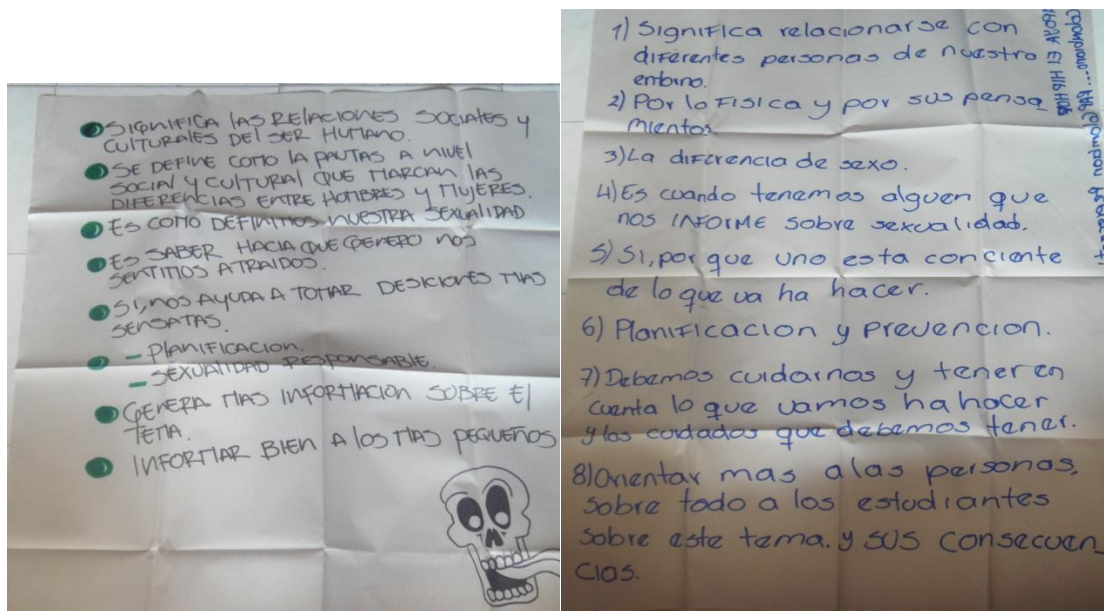 SIGNIFICA LAS RELACIONES SOCIALES Y
CULTURALES DEL SER HUMANO.
SE DEFINE COMO LA PAUTAS A NIVEL
SOCIAL Y CULTURAL QUE MARCAN LAS
DIFERENCIAS ENTRE HOMBRES Y MUJERES.
ES COMO DEFINIMOS NUESTRA SEXUALIDAD
ES SABER HACIA QUE GENERO NOS
SENTIMOS ATRAIDOS.
SI, NOS AYUDA A TOMAR DESICIONES MAS
SENSATAS.
- PLANIFICACION.
- SEXUALIDAD RESPONSABLE.
GENERA MAS INFORMACION SOBRE El
TEMA.
INFORMAR BIEN A LOS MAS PEQUEÑOS
1) Significa relacionarse con
diferentes personas de nuestro
embino.
2) Por lo Fisica y por sus pensa
mientos.
3) La diferencia de sexo.
4) Es cuando tenemos alguen que
nos INFORME sobre sexualidad.
5) Si, por que uno esta conciente
de lo que va ha hacer.
6) Planificacion y prevencion.
7) Debemos cuidarnos y tener en
cuenta lo que vamos ha hacer
y los cuidados que debemos tener.
8) Orientar mas a las personas,
sobre todo a los estudiantes
sobre este tema. y sus consecuen
cias.